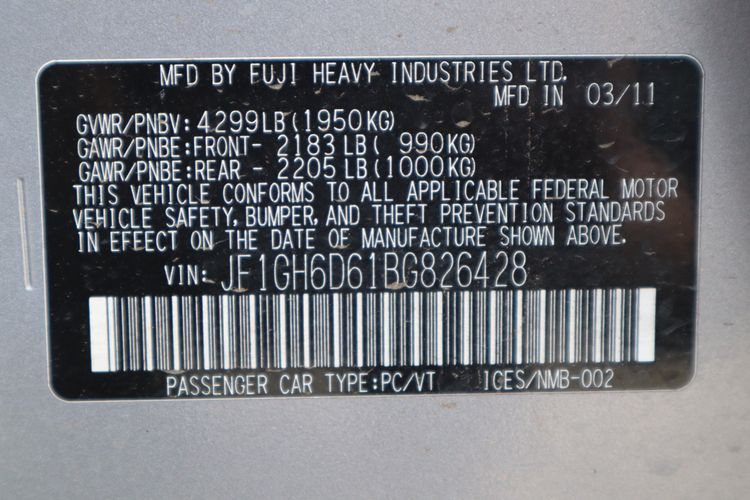 MFD BY FUJI HEAVY INDUSTRIES LTD.
MFD IN 03/11
GVWR/PNBV: 4299LB(1950KG)
GAWR/PNBE:FRONT- 2183LB( 990KG)
GAWR/PNBE:REAR - 2205LB(1000KG)
THIS VEHICLE CONFORMS TO ALL APPLICABLE FEDERAL MOTOR
VEHICLE SAFETY, BUMPER, AND THEFT PREVENTION STANDARDS
IN EFFECT ON THE DATE OF MANUFACTURE SHOWN ABOVE.
VIN: JF1GH6D61BG826428
PASSENGER CAR TYPE:PC/VT ICES/NMB-002